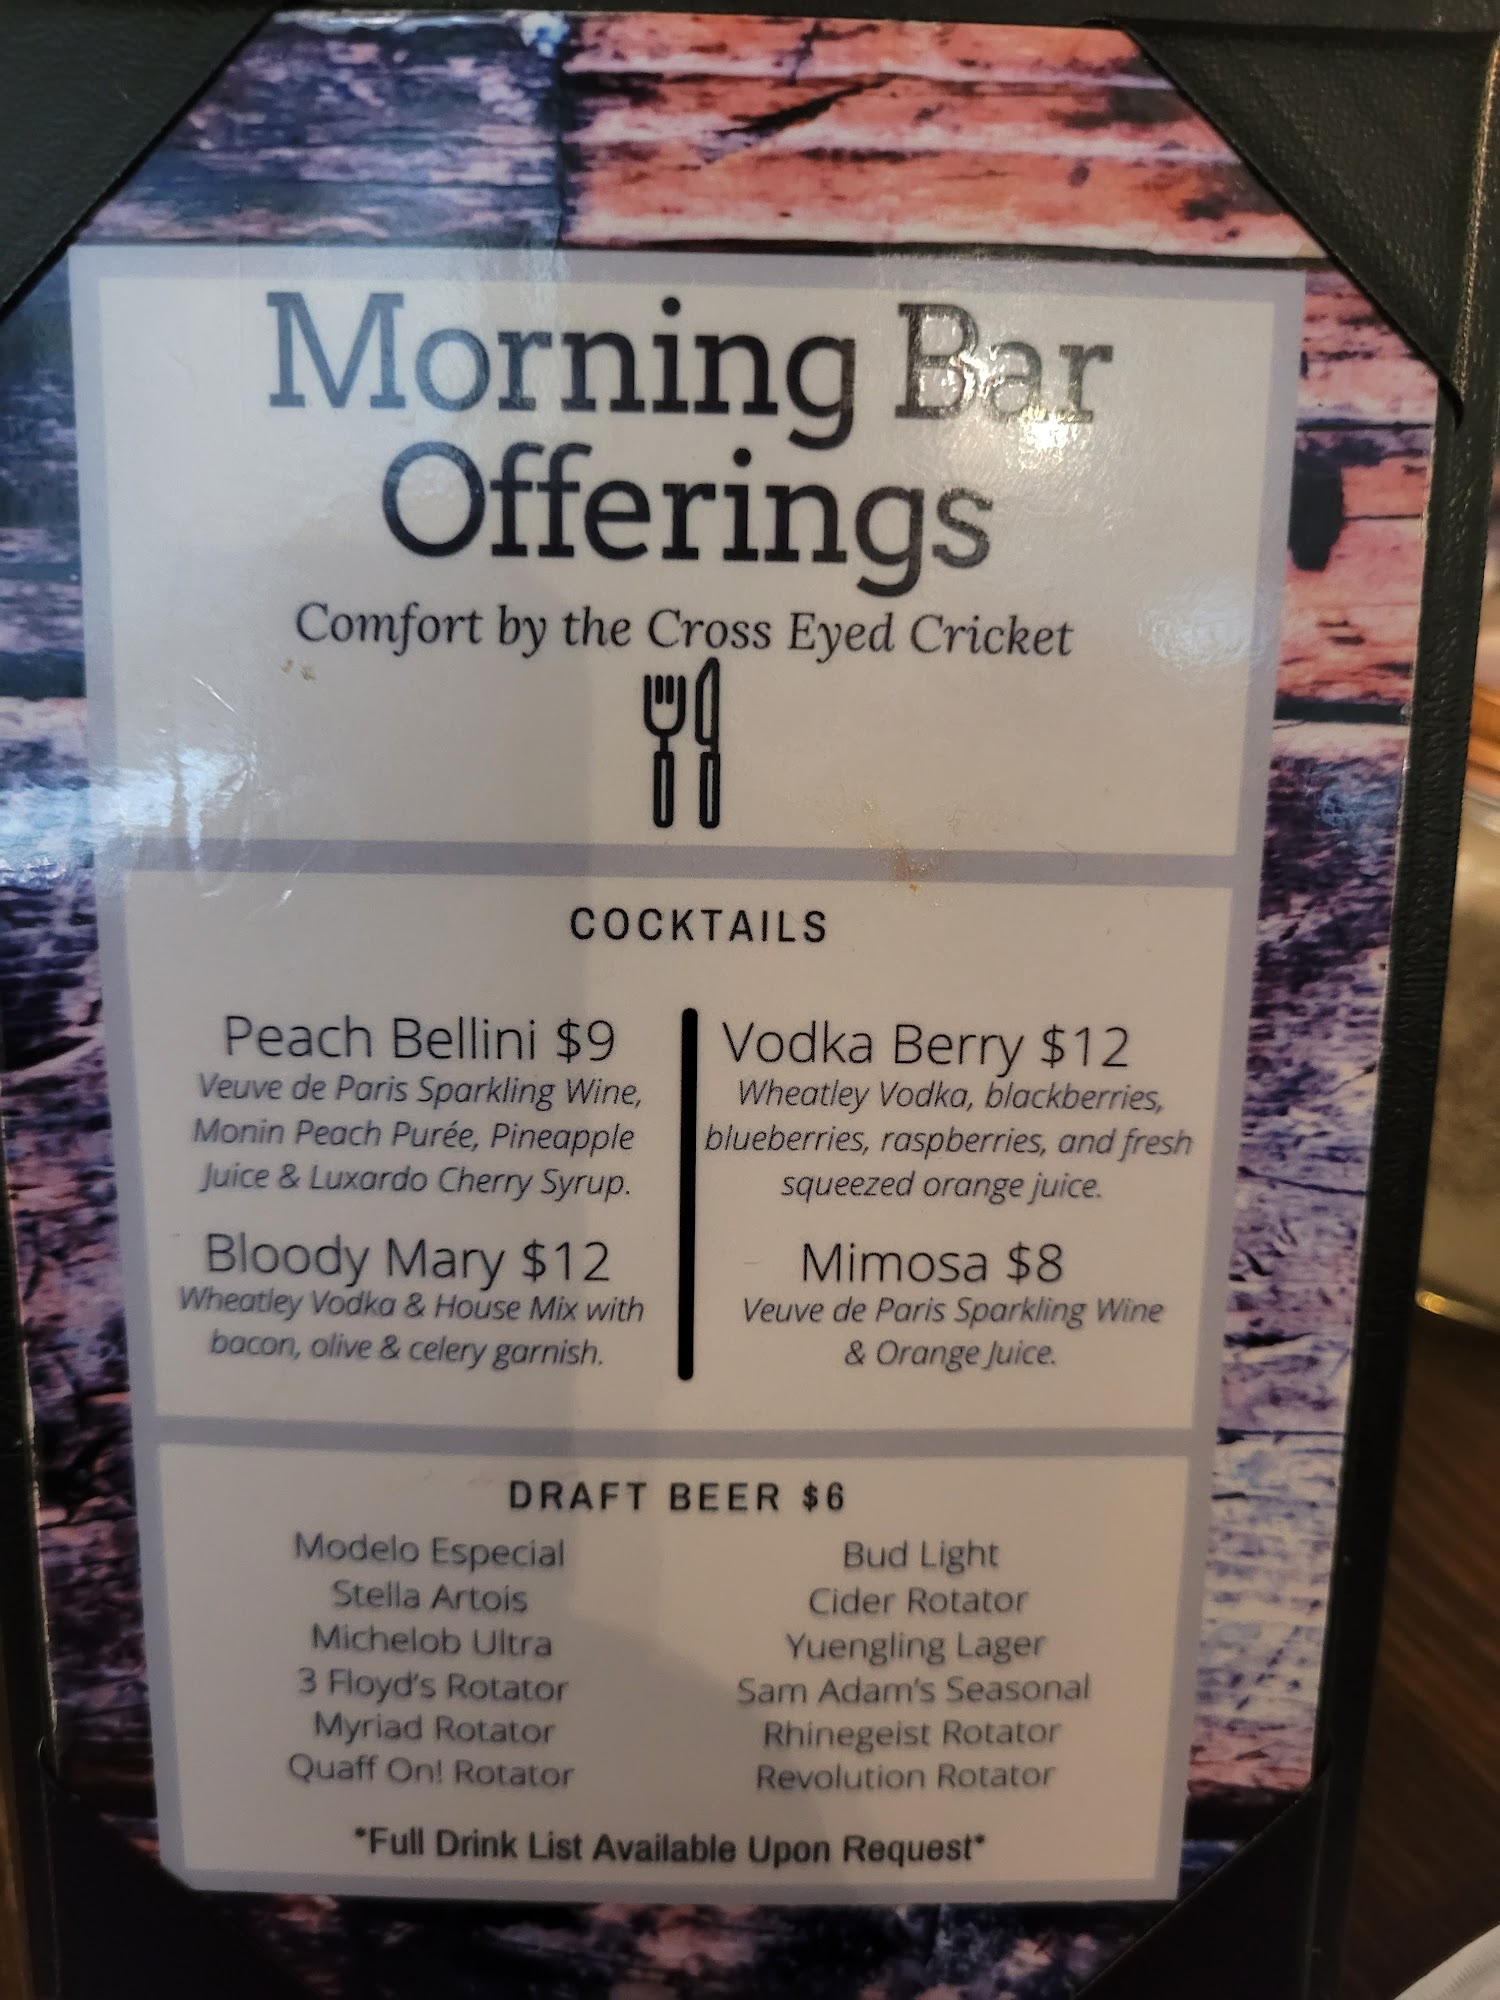 Morning Bar
Offerings
Comfort by the Cross Eyed Cricket
COCKTAILS
Peach Bellini $9
Veuve de Paris Sparkling Wine,
Monin Peach Purée, Pineapple
Juice & Luxardo Cherry Syrup.
Bloody Mary $12
Wheatley Vodka & House Mix with
bacon, olive & celery garnish.
Vodka Berry $12
Wheatley Vodka, blackberries,
blueberries, raspberries, and fresh
squeezed orange juice.
Mimosa $8
Veuve de Paris Sparkling Wine
& Orange Juice.
DRAFT BEER $6
Modelo Especial
Stella Artois
Michelob Ultra
3 Floyd's Rotator
Myriad Rotator
Quaff On! Rotator
Bud Light
Cider Rotator
Yuengling Lager
Sam Adam's Seasonal
Rhinegeist Rotator
Revolution Rotator
*Full Drink List Available Upon Request*